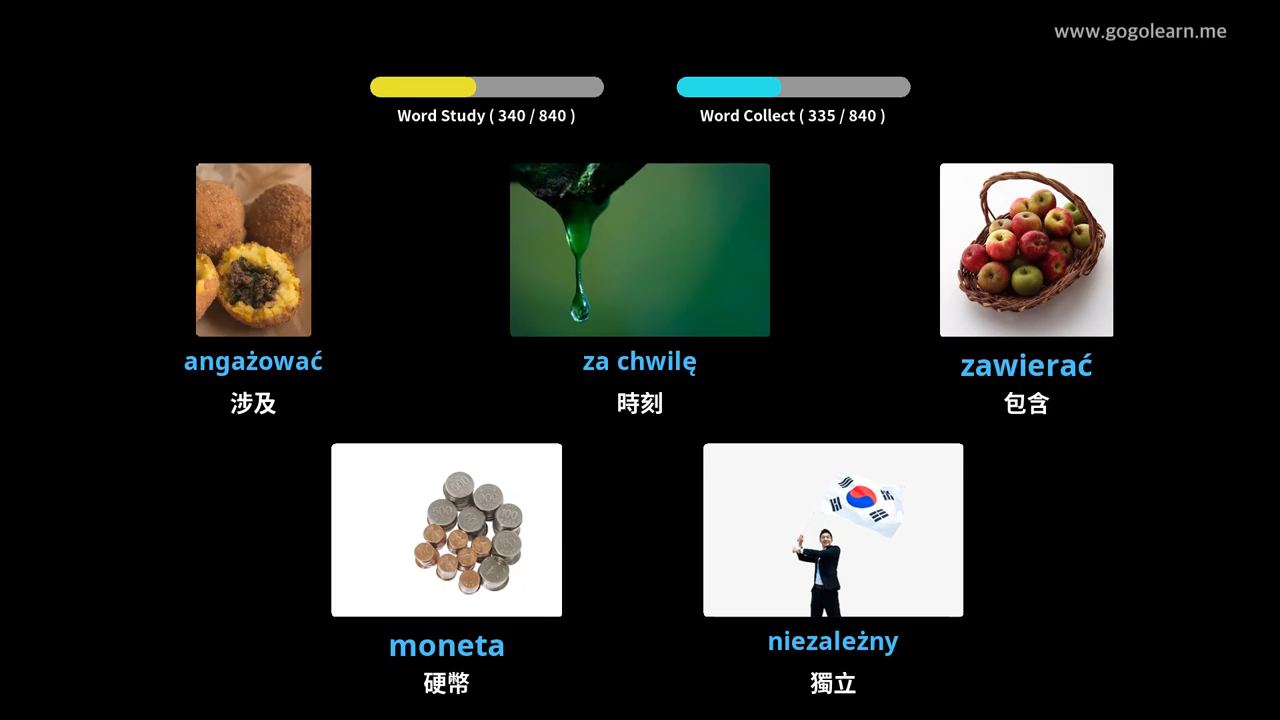 www.gogolearn.me
Word Study ( 340 / 840 )
Word Collect ( 335 / 840 )
angażować
涉及
za chwilę
時刻
zawierać
包含
moneta
硬幣
niezależny
獨立